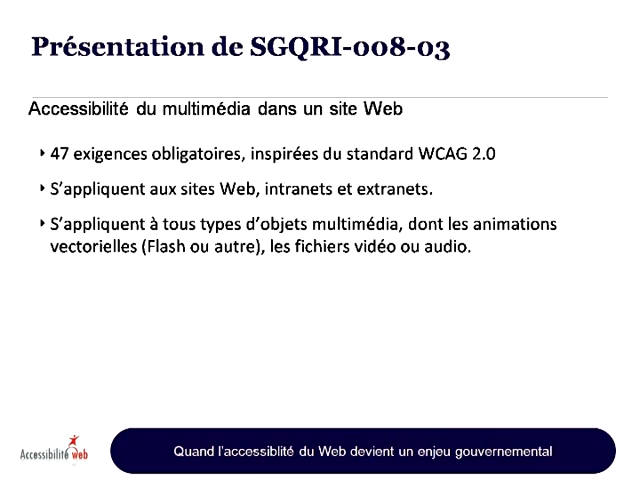 Présentation de SGQRI-008-03
Accessibilité du multimédia dans un site Web
47 exigences obligatoires, inspirées du standard WCAG 2.0
S'appliquent aux sites Web, intranets et extranets.
S'appliquent à tous types d'objets multimédia, dont les animations
vectorielles (Flash ou autre), les fichiers vidéo ou audio.
Accessibilité web
Quand l'accessiblité du Web devient un enjeu gouvernemental